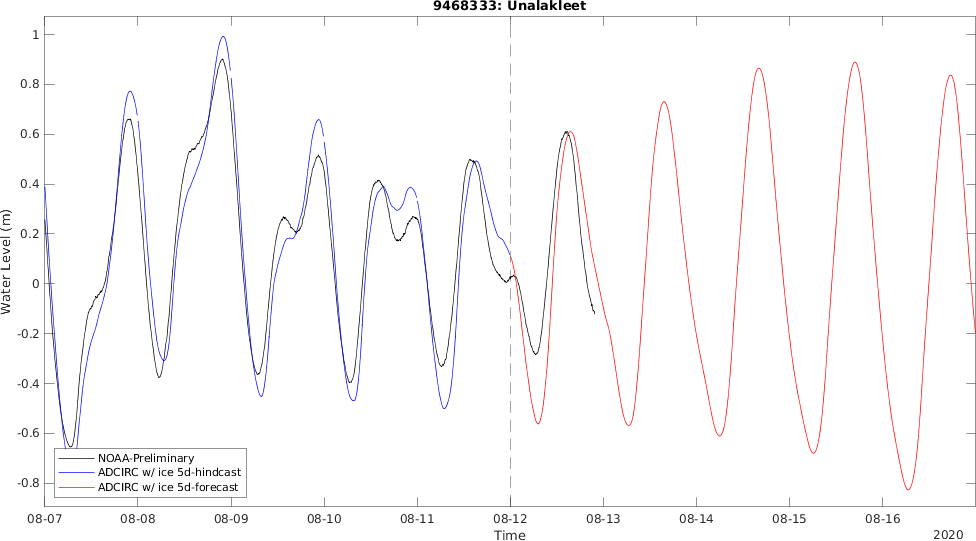 9468333: Unalakleet
Water Level (m)
1
0.8
0.6
0.4
0.2
0
-0.2
-0.4
-0.6
-0.8
NOAA-Preliminary
ADCIRC w/ ice 5d-hindcast
ADCIRC w/ ice 5d-forecast
08-07 08-08 08-09 08-10 08-11 08-12 08-13 08-14 08-15 08-16
Time
2020